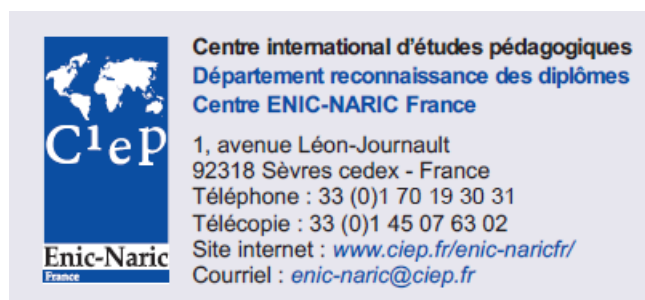 Ciep
Enic-Naric
France
Centre international d'études pédagogiques
Département reconnaissance des diplômes
Centre ENIC-NARIC France
1, avenue Léon-Journault
92318 Sèvres cedex - France
Téléphone : 33 (0)1 70 19 30 31
Télécopie : 33 (0)1 45 07 63 02
Site internet : www.ciep.fr/enic-naricfr/
Courriel : enic-naric@ciep.fr